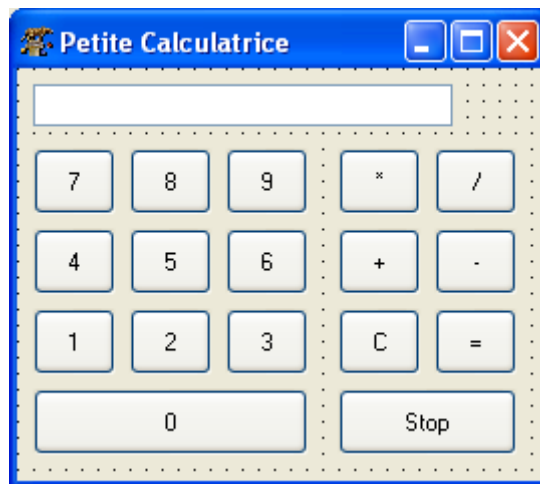 Petite Calculatrice
7 8 9 * /
4 5 6 + -
1 2 3 C =
0 Stop